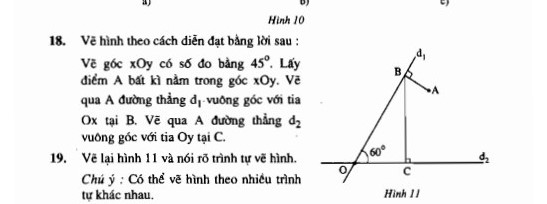 a) b) c)
Hình 10
18. Vẽ hình theo cách diễn đạt bằng lời sau :
Vẽ góc xOy có số đo bằng 45°. Lấy
điểm A bất kì nằm trong góc xOy. Vẽ
qua A đường thẳng d₁ vuông góc với tia
Ox tại B. Vẽ qua A đường thẳng d₂
vuông góc với tia Oy tại C.
19. Vẽ lại hình 11 và nói rõ trình tự vẽ hình.
Chú ý : Có thể vẽ hình theo nhiều trình
tự khác nhau.
d₁
B
A
60°
O
C
d₂
Hình 11